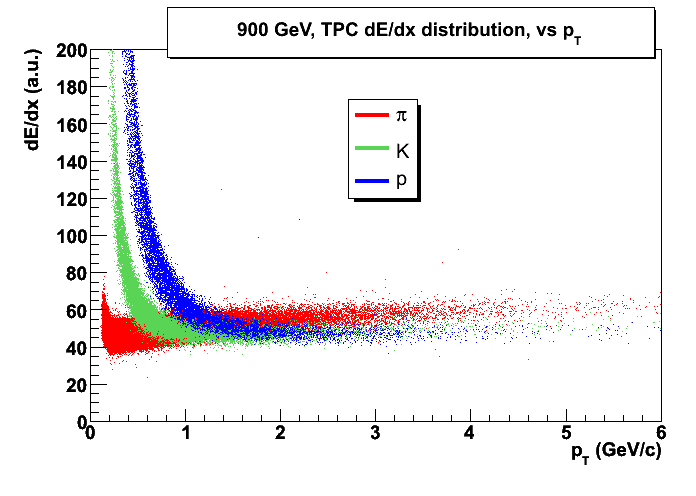 900 GeV, TPC dE/dx distribution, vs pT
dE/dx (a.u.)
200
180
160
140
120
100
80
60
40
20
0
π
K
p
0 1 2 3 4 5 6
pT (GeV/c)